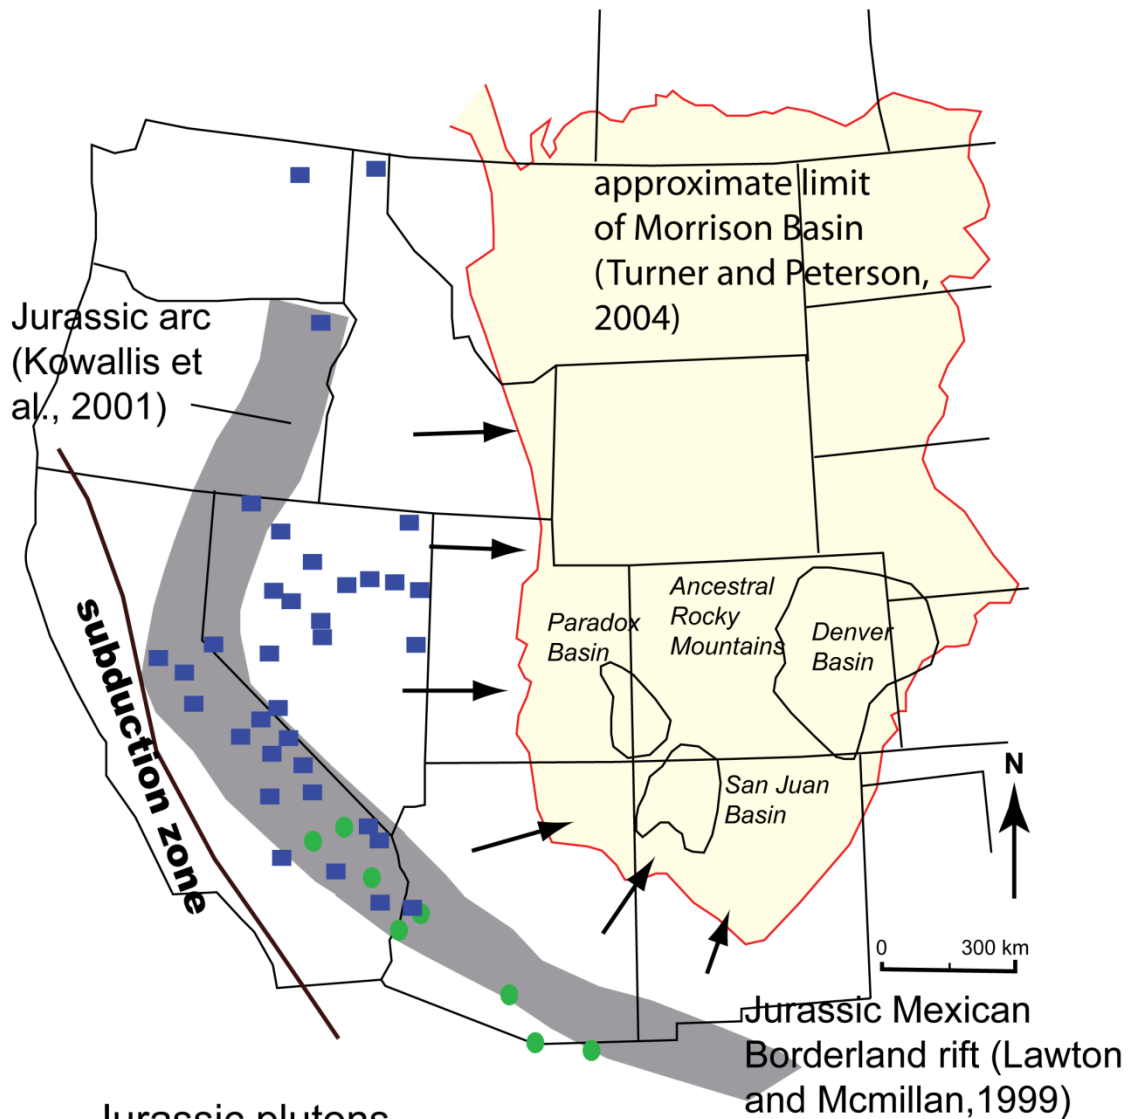 approximate limit
of Morrison Basin
(Turner and Peterson,
2004)
Jurassic arc
(Kowallis et
al., 2001)
subduction zone
Paradox
Basin
Ancestral
Rocky
Mountains
Denver
Basin
San Juan
Basin
N
0 300 km
Jurassic Mexican
Borderland rift (Lawton
and Mcmillan,1999)
Jurassic plutons